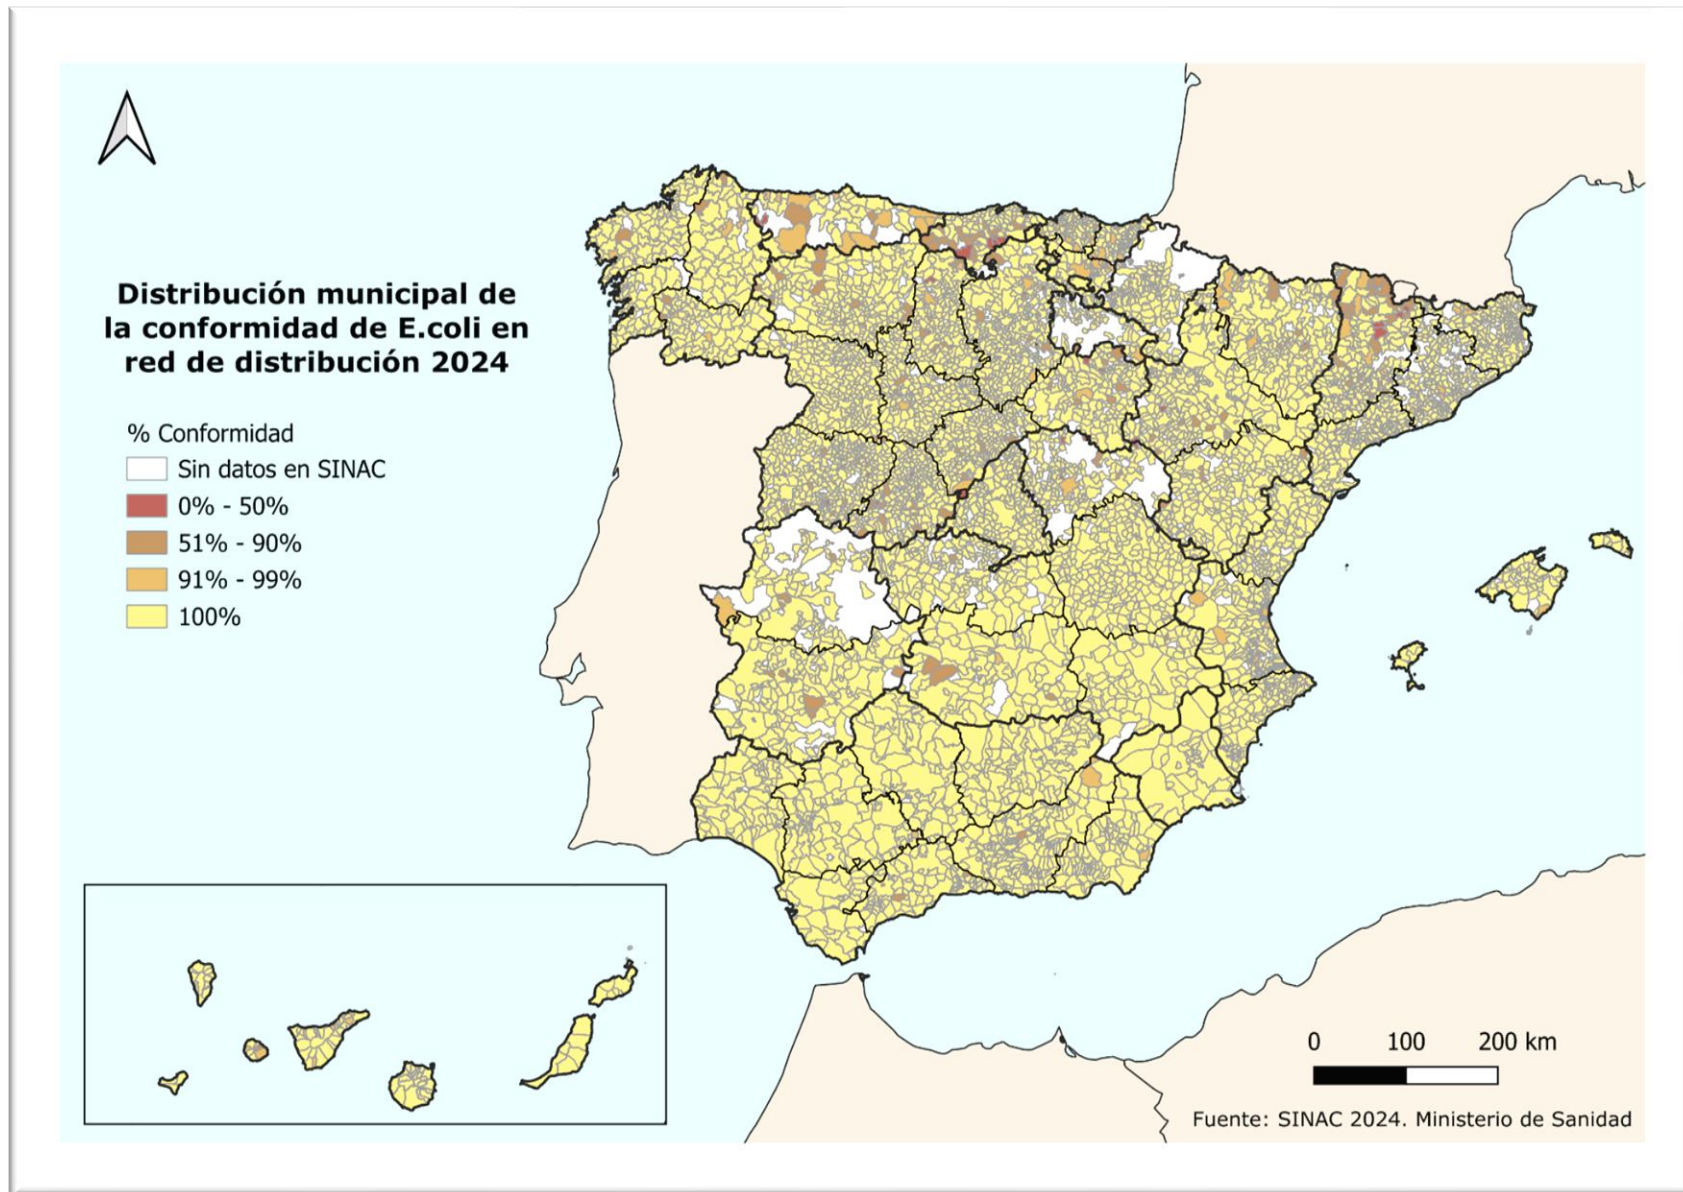 Distribución municipal de
la conformidad de E.coli en
red de distribución 2024
% Conformidad
Sin datos en SINAC
0% - 50%
51% - 90%
91% - 99%
100%
0 100 200 km
Fuente: SINAC 2024. Ministerio de Sanidad